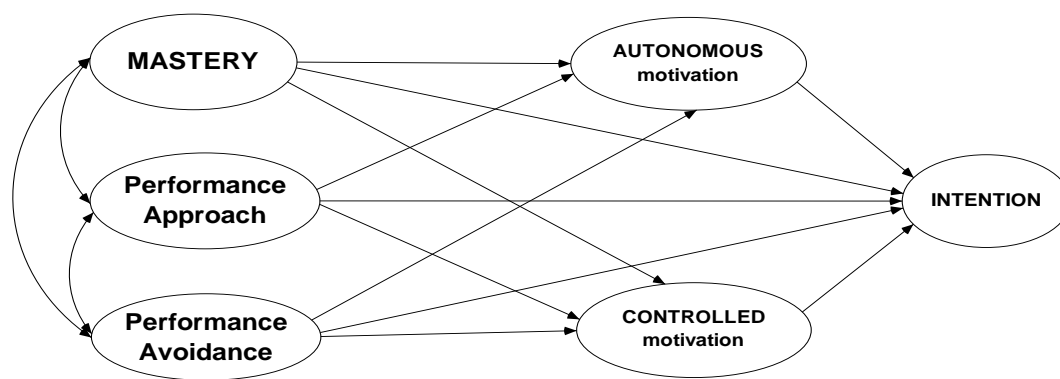 MASTERY
AUTONOMOUS
motivation
Performance
Approach
INTENTION
Performance
Avoidance
CONTROLLED
motivation